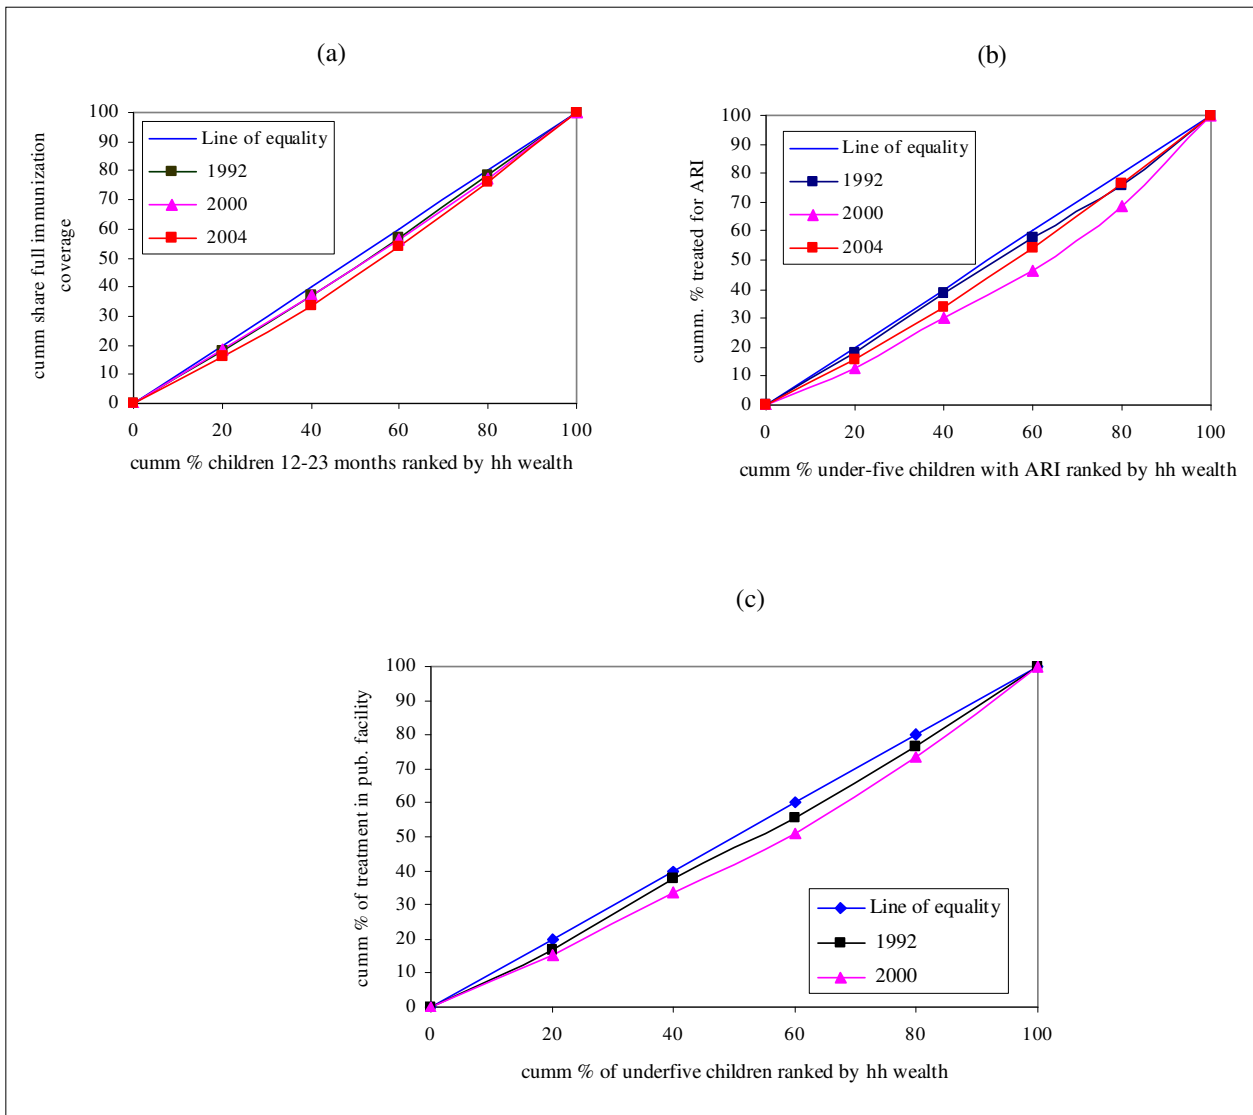 (a)
cumm share full immunization
coverage
100
90
80
70
60
50
40
30
20
10
0
Line of equality
1992
2000
2004
0 20 40 60 80 100
cumm % children 12-23 months ranked by hh wealth
(b)
cumm. % treated for ARI
100
90
80
70
60
50
40
30
20
10
0
Line of equality
1992
2000
2004
0 20 40 60 80 100
cumm % under-five children with ARI ranked by hh wealth
(c)
cumm % of treatment in pub. facility
100
90
80
70
60
50
40
30
20
10
0
Line of equality
1992
2000
0 20 40 60 80 100
cumm % of underfive children ranked by hh wealth